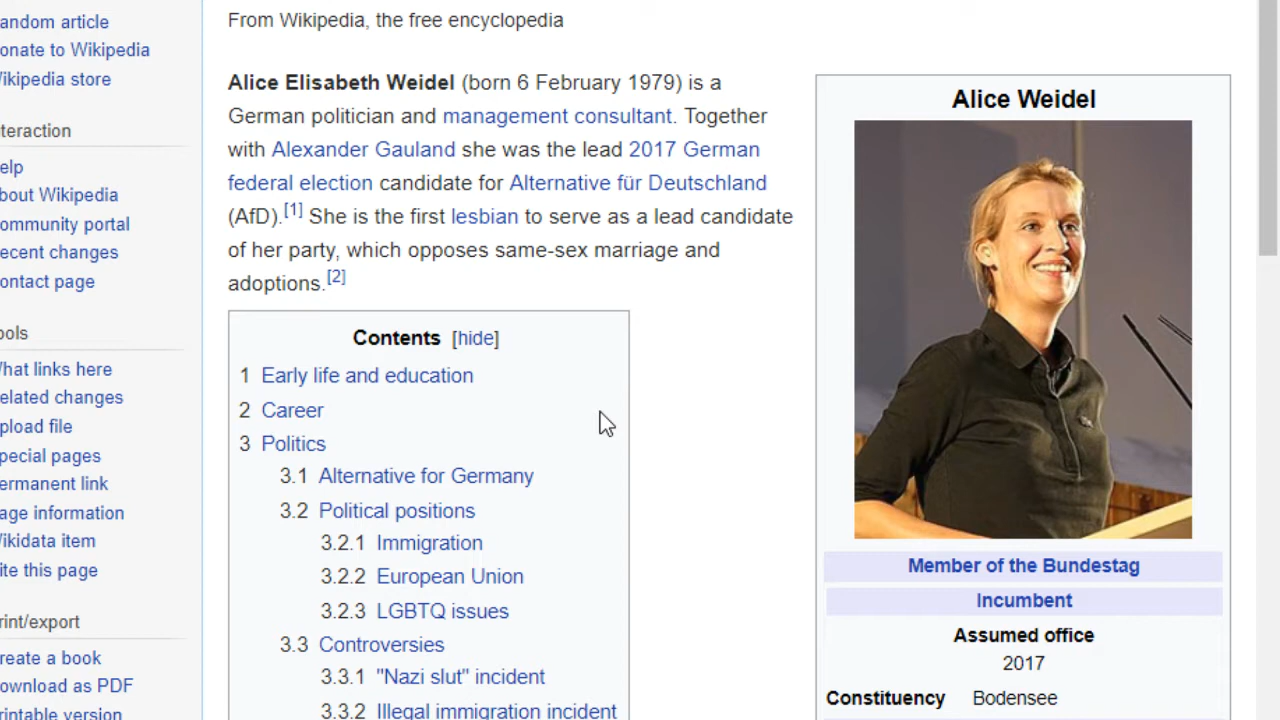 andom article
onate to Wikipedia
ikipedia store
teraction
elp
bout Wikipedia
ommunity portal
ecent changes
ontact page
ols
hat links here
elated changes
pload file
pecial pages
ermanent link
age information
ikidata item
ite this page
rint/export
reate a book
ownload as PDF
rintable version
From Wikipedia, the free encyclopedia
Alice Elisabeth Weidel (born 6 February 1979) is a
German politician and management consultant. Together
with Alexander Gauland she was the lead 2017 German
federal election candidate for Alternative für Deutschland
(AfD).[1] She is the first lesbian to serve as a lead candidate
of her party, which opposes same-sex marriage and
adoptions.[2]
Contents [hide]
1 Early life and education
2 Career
3 Politics
3.1 Alternative for Germany
3.2 Political positions
3.2.1 Immigration
3.2.2 European Union
3.2.3 LGBTQ issues
3.3 Controversies
3.3.1 "Nazi slut" incident
3.3.2 Illegal immigration incident
Alice Weidel
Member of the Bundestag
Incumbent
Assumed office
2017
Constituency Bodensee